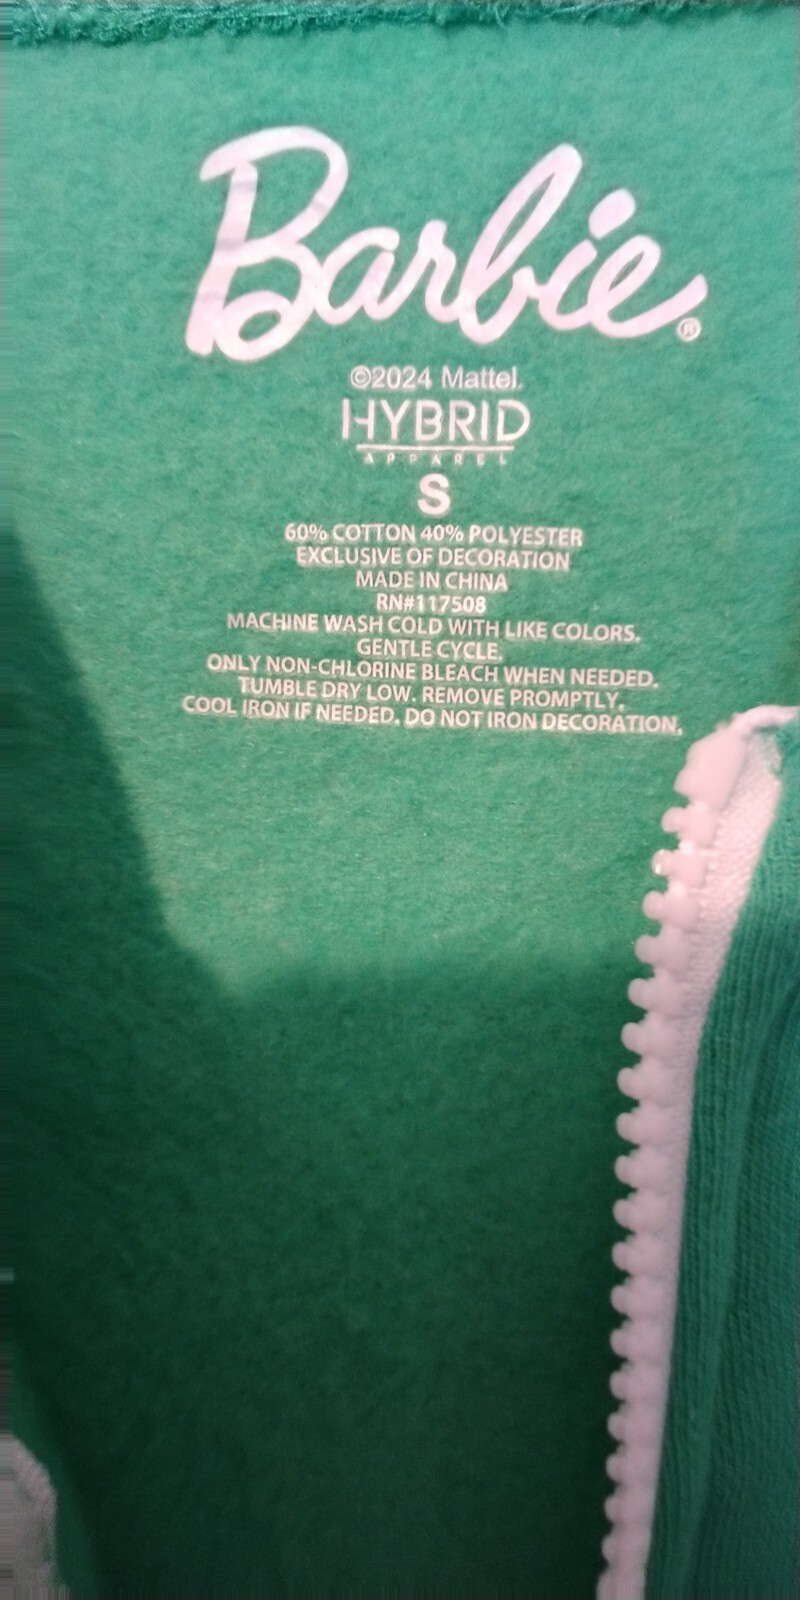 Barbie®
©2024 Mattel.
HYBRID
APPAREL
S
60% COTTON 40% POLYESTER
EXCLUSIVE OF DECORATION
MADE IN CHINA
RN#117508
MACHINE WASH COLD WITH LIKE COLORS.
GENTLE CYCLE.
ONLY NON-CHLORINE BLEACH WHEN NEEDED.
TUMBLE DRY LOW. REMOVE PROMPTLY.
COOL IRON IF NEEDED. DO NOT IRON DECORATION.